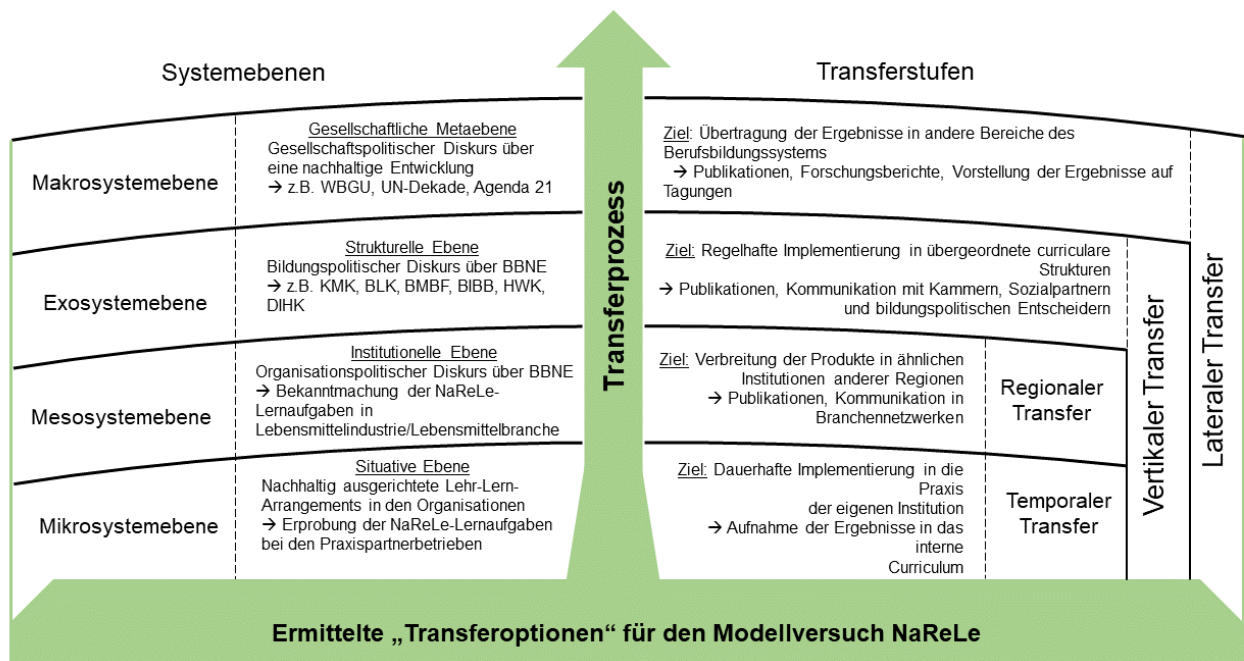 Systemebenen
Transferstufen
Makrosystemebene
Gesellschaftliche Metaebene
Gesellschaftspolitischer Diskurs über
eine nachhaltige Entwicklung
→ z.B. WBGU, UN-Dekade, Agenda 21
Ziel: Übertragung der Ergebnisse in andere Bereiche des
Berufsbildungssystems
→ Publikationen, Forschungsberichte, Vorstellung der Ergebnisse auf
Tagungen
Exosystemebene
Strukturelle Ebene
Bildungspolitischer Diskurs über BBNE
→ z.B. KMK, BLK, BMBF, BIBB, HWK,
DIHK
Ziel: Regelhafte Implementierung in übergeordnete curriculare
Strukturen
→ Publikationen, Kommunikation mit Kammern, Sozialpartnern
und bildungspolitischen Entscheidern
Mesosystemebene
Institutionelle Ebene
Organisationspolitischer Diskurs über BBNE
→ Bekanntmachung der NaReLe-
Lernaufgaben in
Lebensmittelindustrie/Lebensmittelbranche
Ziel: Verbreitung der Produkte in ähnlichen
Institutionen anderer Regionen
→ Publikationen, Kommunikation in
Branchennetzwerken
Regionaler
Transfer
Mikrosystemebene
Situative Ebene
Nachhaltig ausgerichtete Lehr-Lern-
Arrangements in den Organisationen
→ Erprobung der NaReLe-Lernaufgaben
bei den Praxispartnerbetrieben
Ziel: Dauerhafte Implementierung in die
Praxis
der eigenen Institution
→ Aufnahme der Ergebnisse in das
interne
Curriculum
Temporaler
Transfer
Transferprozess
Vertikaler Transfer
Lateraler Transfer
Ermittelte „Transferoptionen“ für den Modellversuch NaReLe